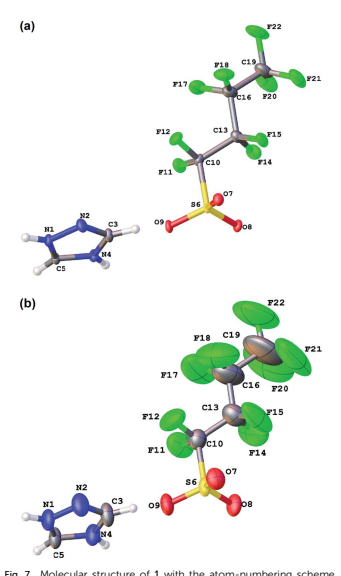 (a)
F22
C19
F18
F21
F17
F20
C16
F12
C13
F15
F14
C10
F11
O7
S6
N2
O9
O8
N1
C3
N4
C5
(b)
F22
C19
F18
F21
F17
C16
F20
C13
F12
F15
C10
F14
F11
O7
N2
S6
N1
C3
O9
O8
N4
C5
Fig. 7 Molecular structure of 1 with the atom-numbering scheme